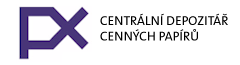 CENTRÁLNÍ DEPOZITÁŘ
CENNÝCH PAPÍRŮ